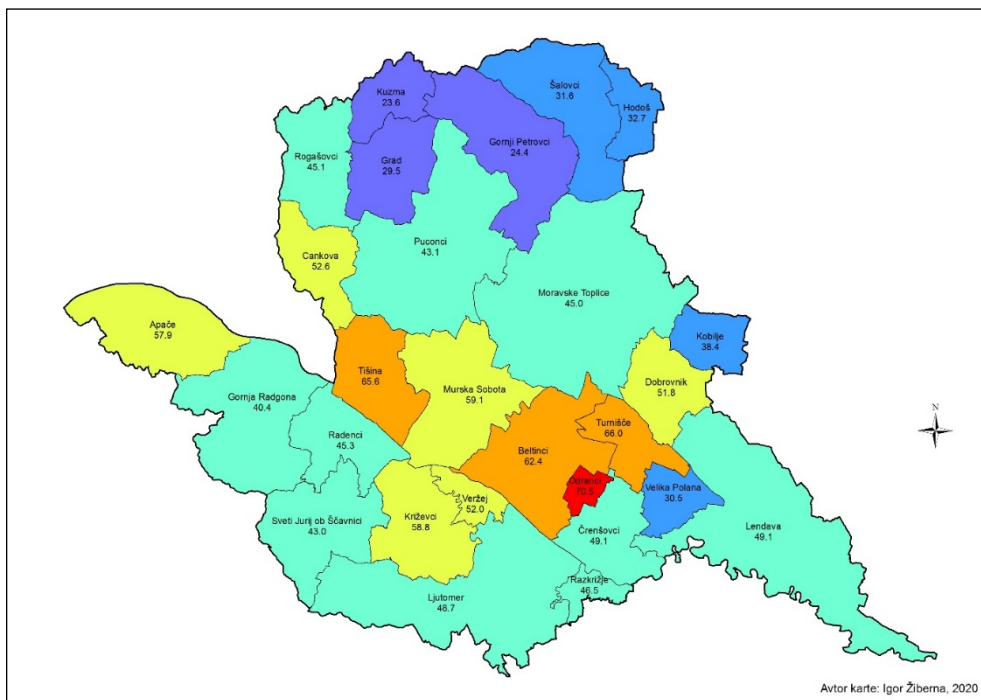 Kuzma
23.6
Šalovci
31.6
Hodoš
32.7
Gornji Petrovci
24.4
Rogašovci
45.1
Grad
29.5
Puconci
43.1
Cankova
52.6
Moravske Toplice
45.0
Apače
57.9
Kobilje
38.4
Tišina
65.6
Murska Sobota
59.1
Dobrovnik
51.8
Gornja Radgona
40.4
N
Turnišče
66.0
Radenci
45.3
Beltinci
62.4
Odranci
70.5
Velika Polana
30.5
Veržej
52.0
Sveti Jurij ob Ščavnici
43.0
Križevci
58.8
Črenšovci
49.1
Lendava
49.1
Razkrižje
46.5
Ljutomer
48.7
Avtor karte: Igor Žiberna, 2020